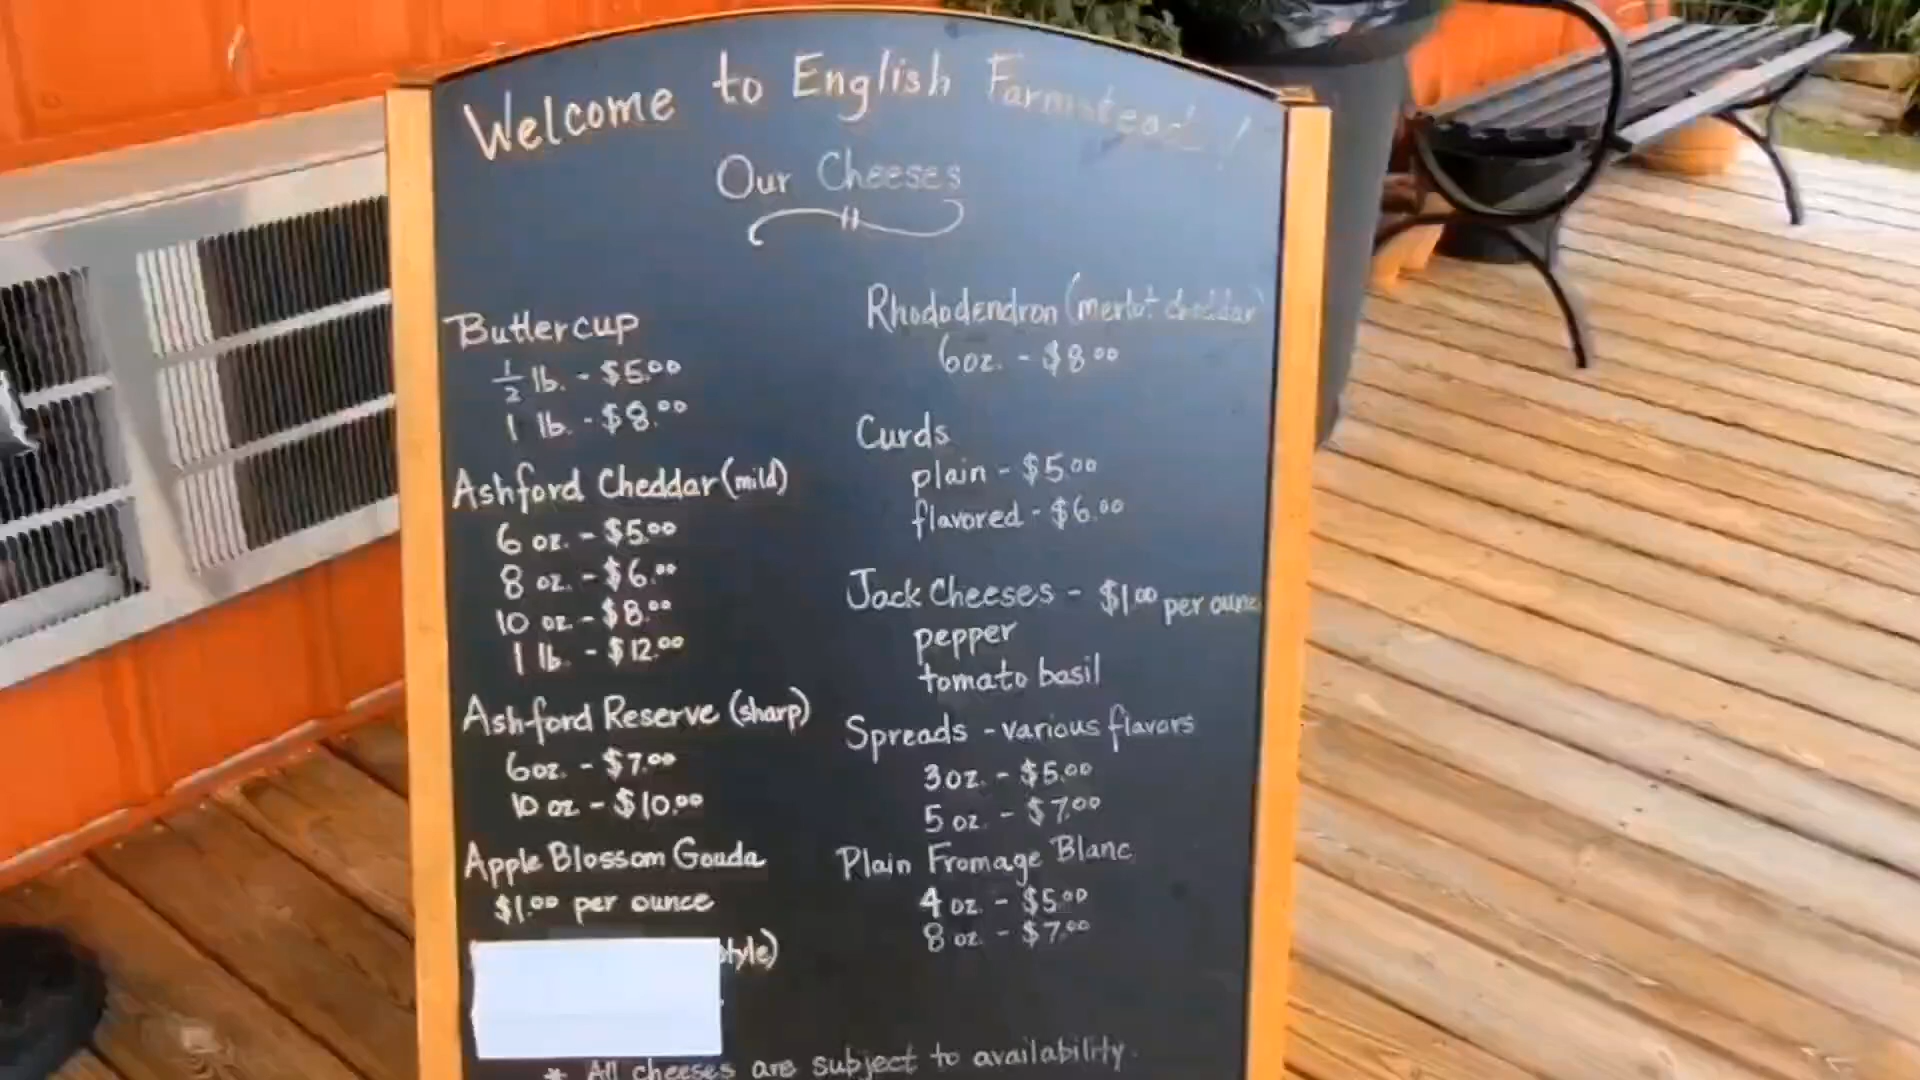 Welcome to English Farmstead!
Our Cheeses
Buttercup
1/2 lb. - $5.00
1 lb. - $8.00
Ashford Cheddar (mild)
6 oz. - $5.00
8 oz. - $6.00
10 oz - $8.00
1 lb. - $12.00
Ashford Reserve (sharp)
6oz. - $7.00
10 oz - $10.00
Apple Blossom Gouda
$1.00 per ounce
style)
Rhododendron (merlot cheddar)
6oz. - $8.00
Curds
plain - $5.00
flavored - $6.00
Jack Cheeses - $1.00 per ounce
pepper
tomato basil
Spreads - various flavors
3oz. - $5.00
5 oz. - $7.00
Plain Fromage Blanc
4 oz. - $5.00
8 oz. - $7.00
* All cheeses are subject to availability.